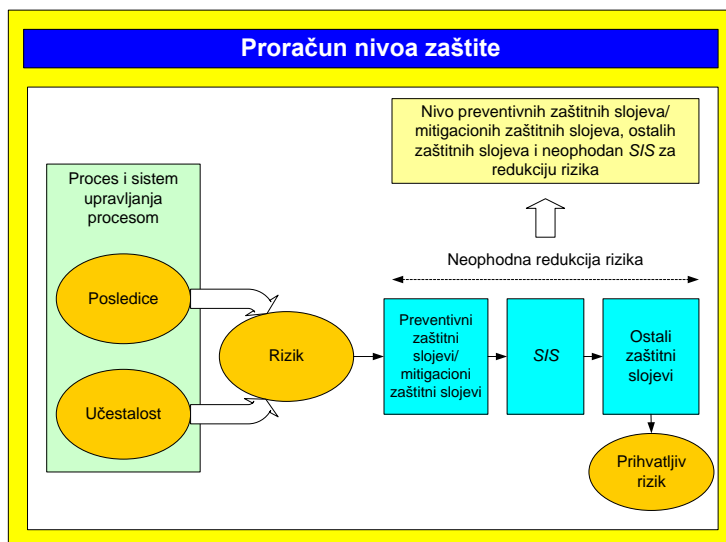 Proračun nivoa zaštite
Nivo preventivnih zaštitnih slojeva/
mitigacionih zaštitnih slojeva, ostalih
zaštitnih slojeva i neophodan SIS za
redukciju rizika
Proces i sistem
upravljanja
procesom
Neophodna redukcija rizika
Posledice
Učestalost
Rizik
Preventivni
zaštitni
slojevi/
mitigacioni
zaštitni slojevi
SIS
Ostali
zaštitni
slojevi
Prihvatljiv
rizik